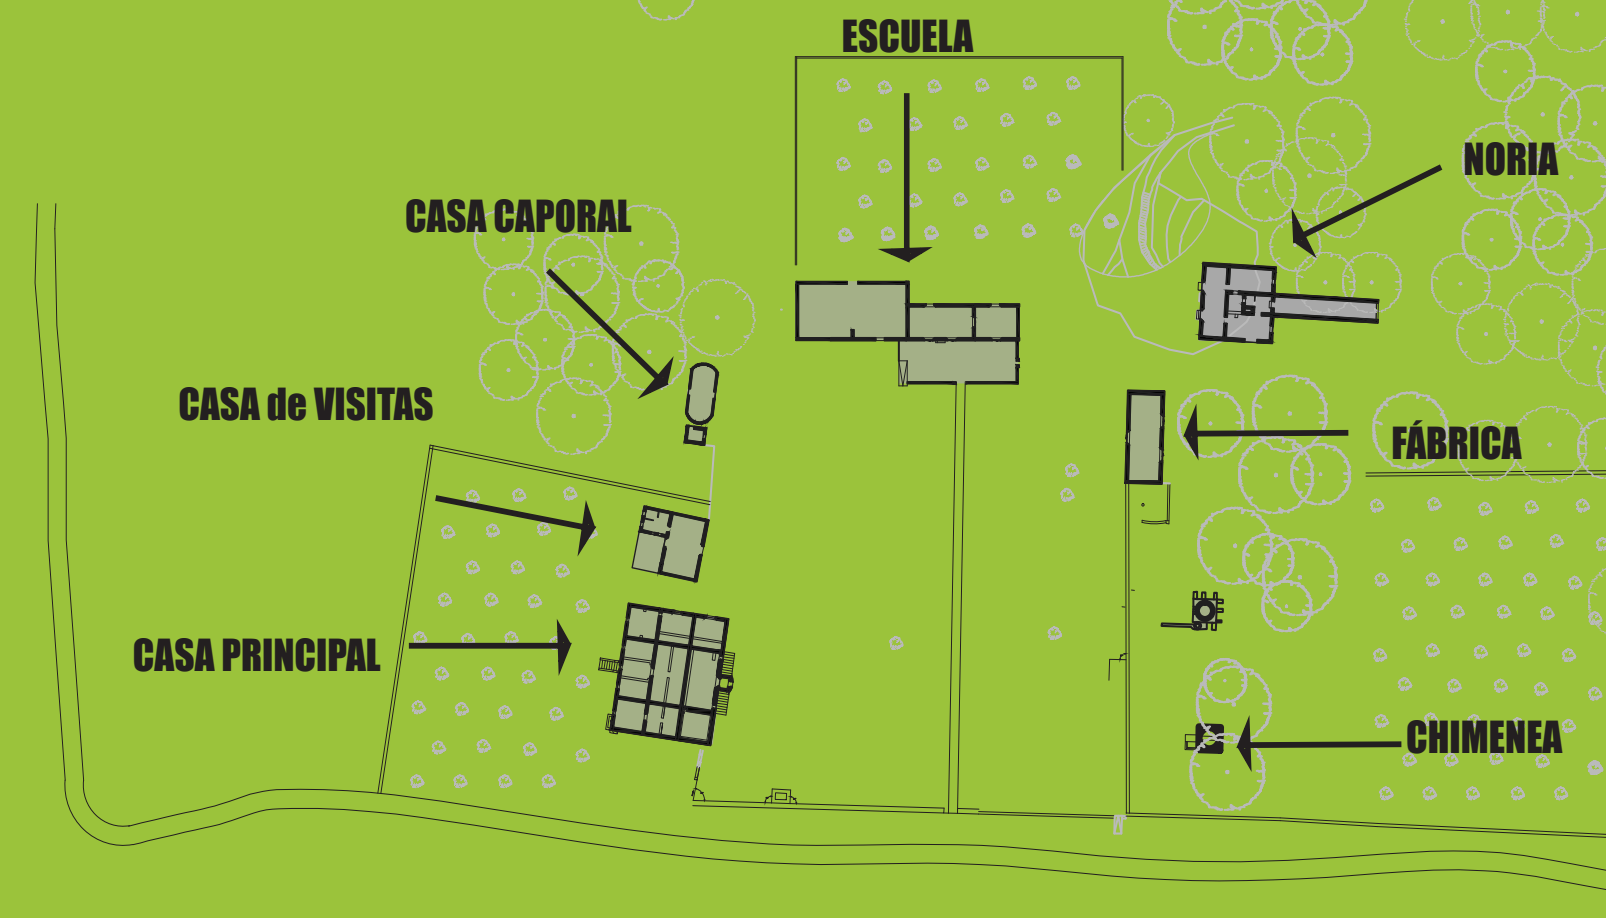 ESCUELA
NORIA
CASA CAPORAL
CASA de VISITAS
FÁBRICA
CASA PRINCIPAL
CHIMENEA